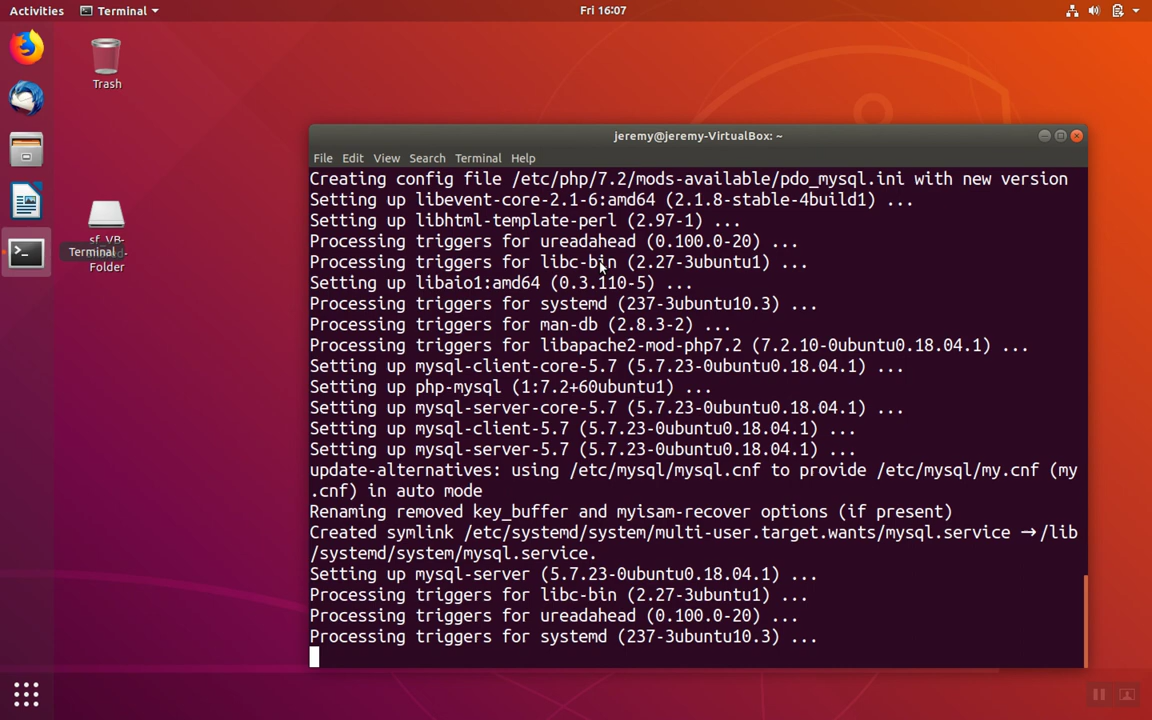 Activities Terminal Fri 16:07
Trash
jeremy@jeremy-VirtualBox: ~
File Edit View Search Terminal Help
Creating config file /etc/php/7.2/mods-available/pdo_mysql.ini with new version
Setting up libevent-core-2.1-6:amd64 (2.1.8-stable-4build1) ...
Setting up libhtml-template-perl (2.97-1) ...
Processing triggers for ureadahead (0.100.0-20) ...
Processing triggers for libc-bin (2.27-3ubuntu1) ...
Setting up libaio1:amd64 (0.3.110-5) ...
Processing triggers for systemd (237-3ubuntu10.3) ...
Processing triggers for man-db (2.8.3-2) ...
Processing triggers for libapache2-mod-php7.2 (7.2.10-0ubuntu0.18.04.1) ...
Setting up mysql-client-core-5.7 (5.7.23-0ubuntu0.18.04.1) ...
Setting up php-mysql (1:7.2+60ubuntu1) ...
Setting up mysql-server-core-5.7 (5.7.23-0ubuntu0.18.04.1) ...
Setting up mysql-client-5.7 (5.7.23-0ubuntu0.18.04.1) ...
Setting up mysql-server-5.7 (5.7.23-0ubuntu0.18.04.1) ...
update-alternatives: using /etc/mysql/mysql.cnf to provide /etc/mysql/my.cnf (my
.cnf) in auto mode
Renaming removed key_buffer and myisam-recover options (if present)
Created symlink /etc/systemd/system/multi-user.target.wants/mysql.service → /lib
/systemd/system/mysql.service.
Setting up mysql-server (5.7.23-0ubuntu0.18.04.1) ...
Processing triggers for libc-bin (2.27-3ubuntu1) ...
Processing triggers for ureadahead (0.100.0-20) ...
Processing triggers for systemd (237-3ubuntu10.3) ...
sf_VB-
Terminal
Folder